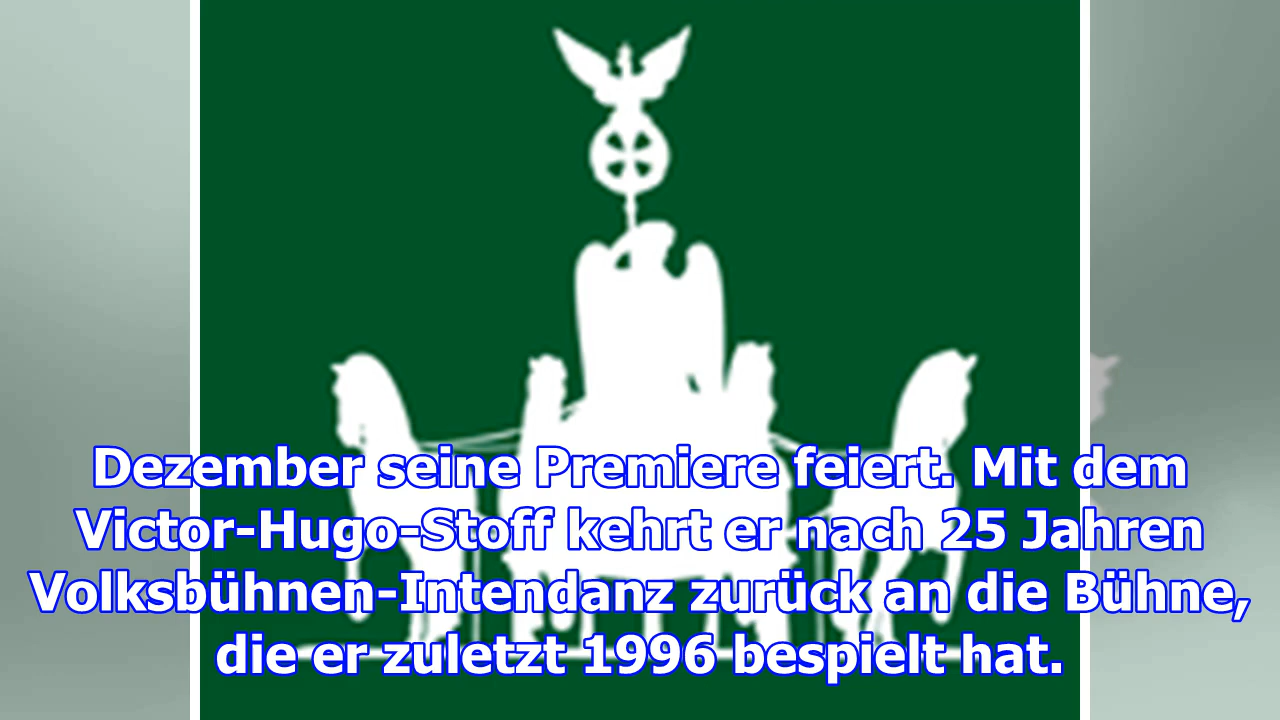 Dezember seine Premiere feiert. Mit dem
Victor-Hugo-Stoff kehrt er nach 25 Jahren
Volksbühnen-Intendanz zurück an die Bühne,
die er zuletzt 1996 bespielt hat.